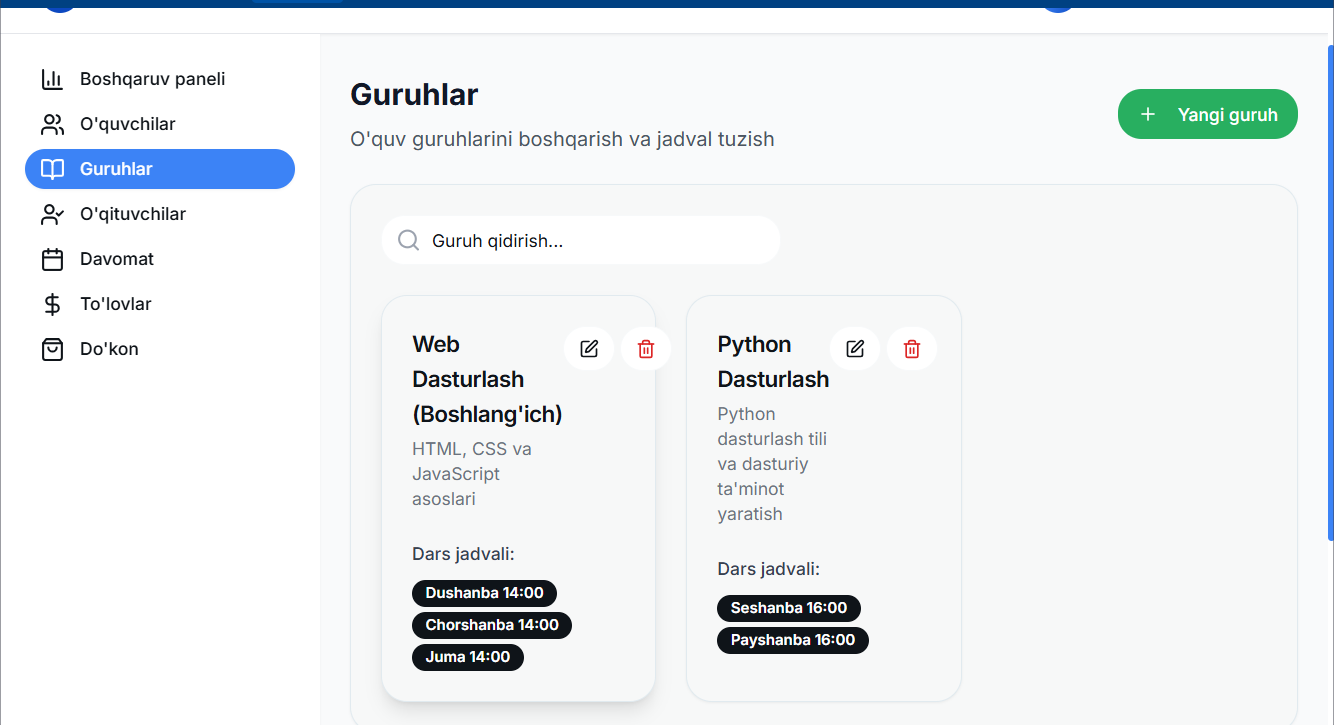 Boshqaruv paneli
O'quvchilar
Guruhlar
O'qituvchilar
Davomat
To'lovlar
Do'kon
Guruhlar
O'quv guruhlarini boshqarish va jadval tuzish
Yangi guruh
Guruh qidirish...
Web
Dasturlash
(Boshlang'ich)
HTML, CSS va
JavaScript
asoslari
Dars jadvali:
Dushanba 14:00
Chorshanba 14:00
Juma 14:00
Python
Dasturlash
Python
dasturlash tili
va dasturiy
ta'minot
yaratish
Dars jadvali:
Seshanba 16:00
Payshanba 16:00